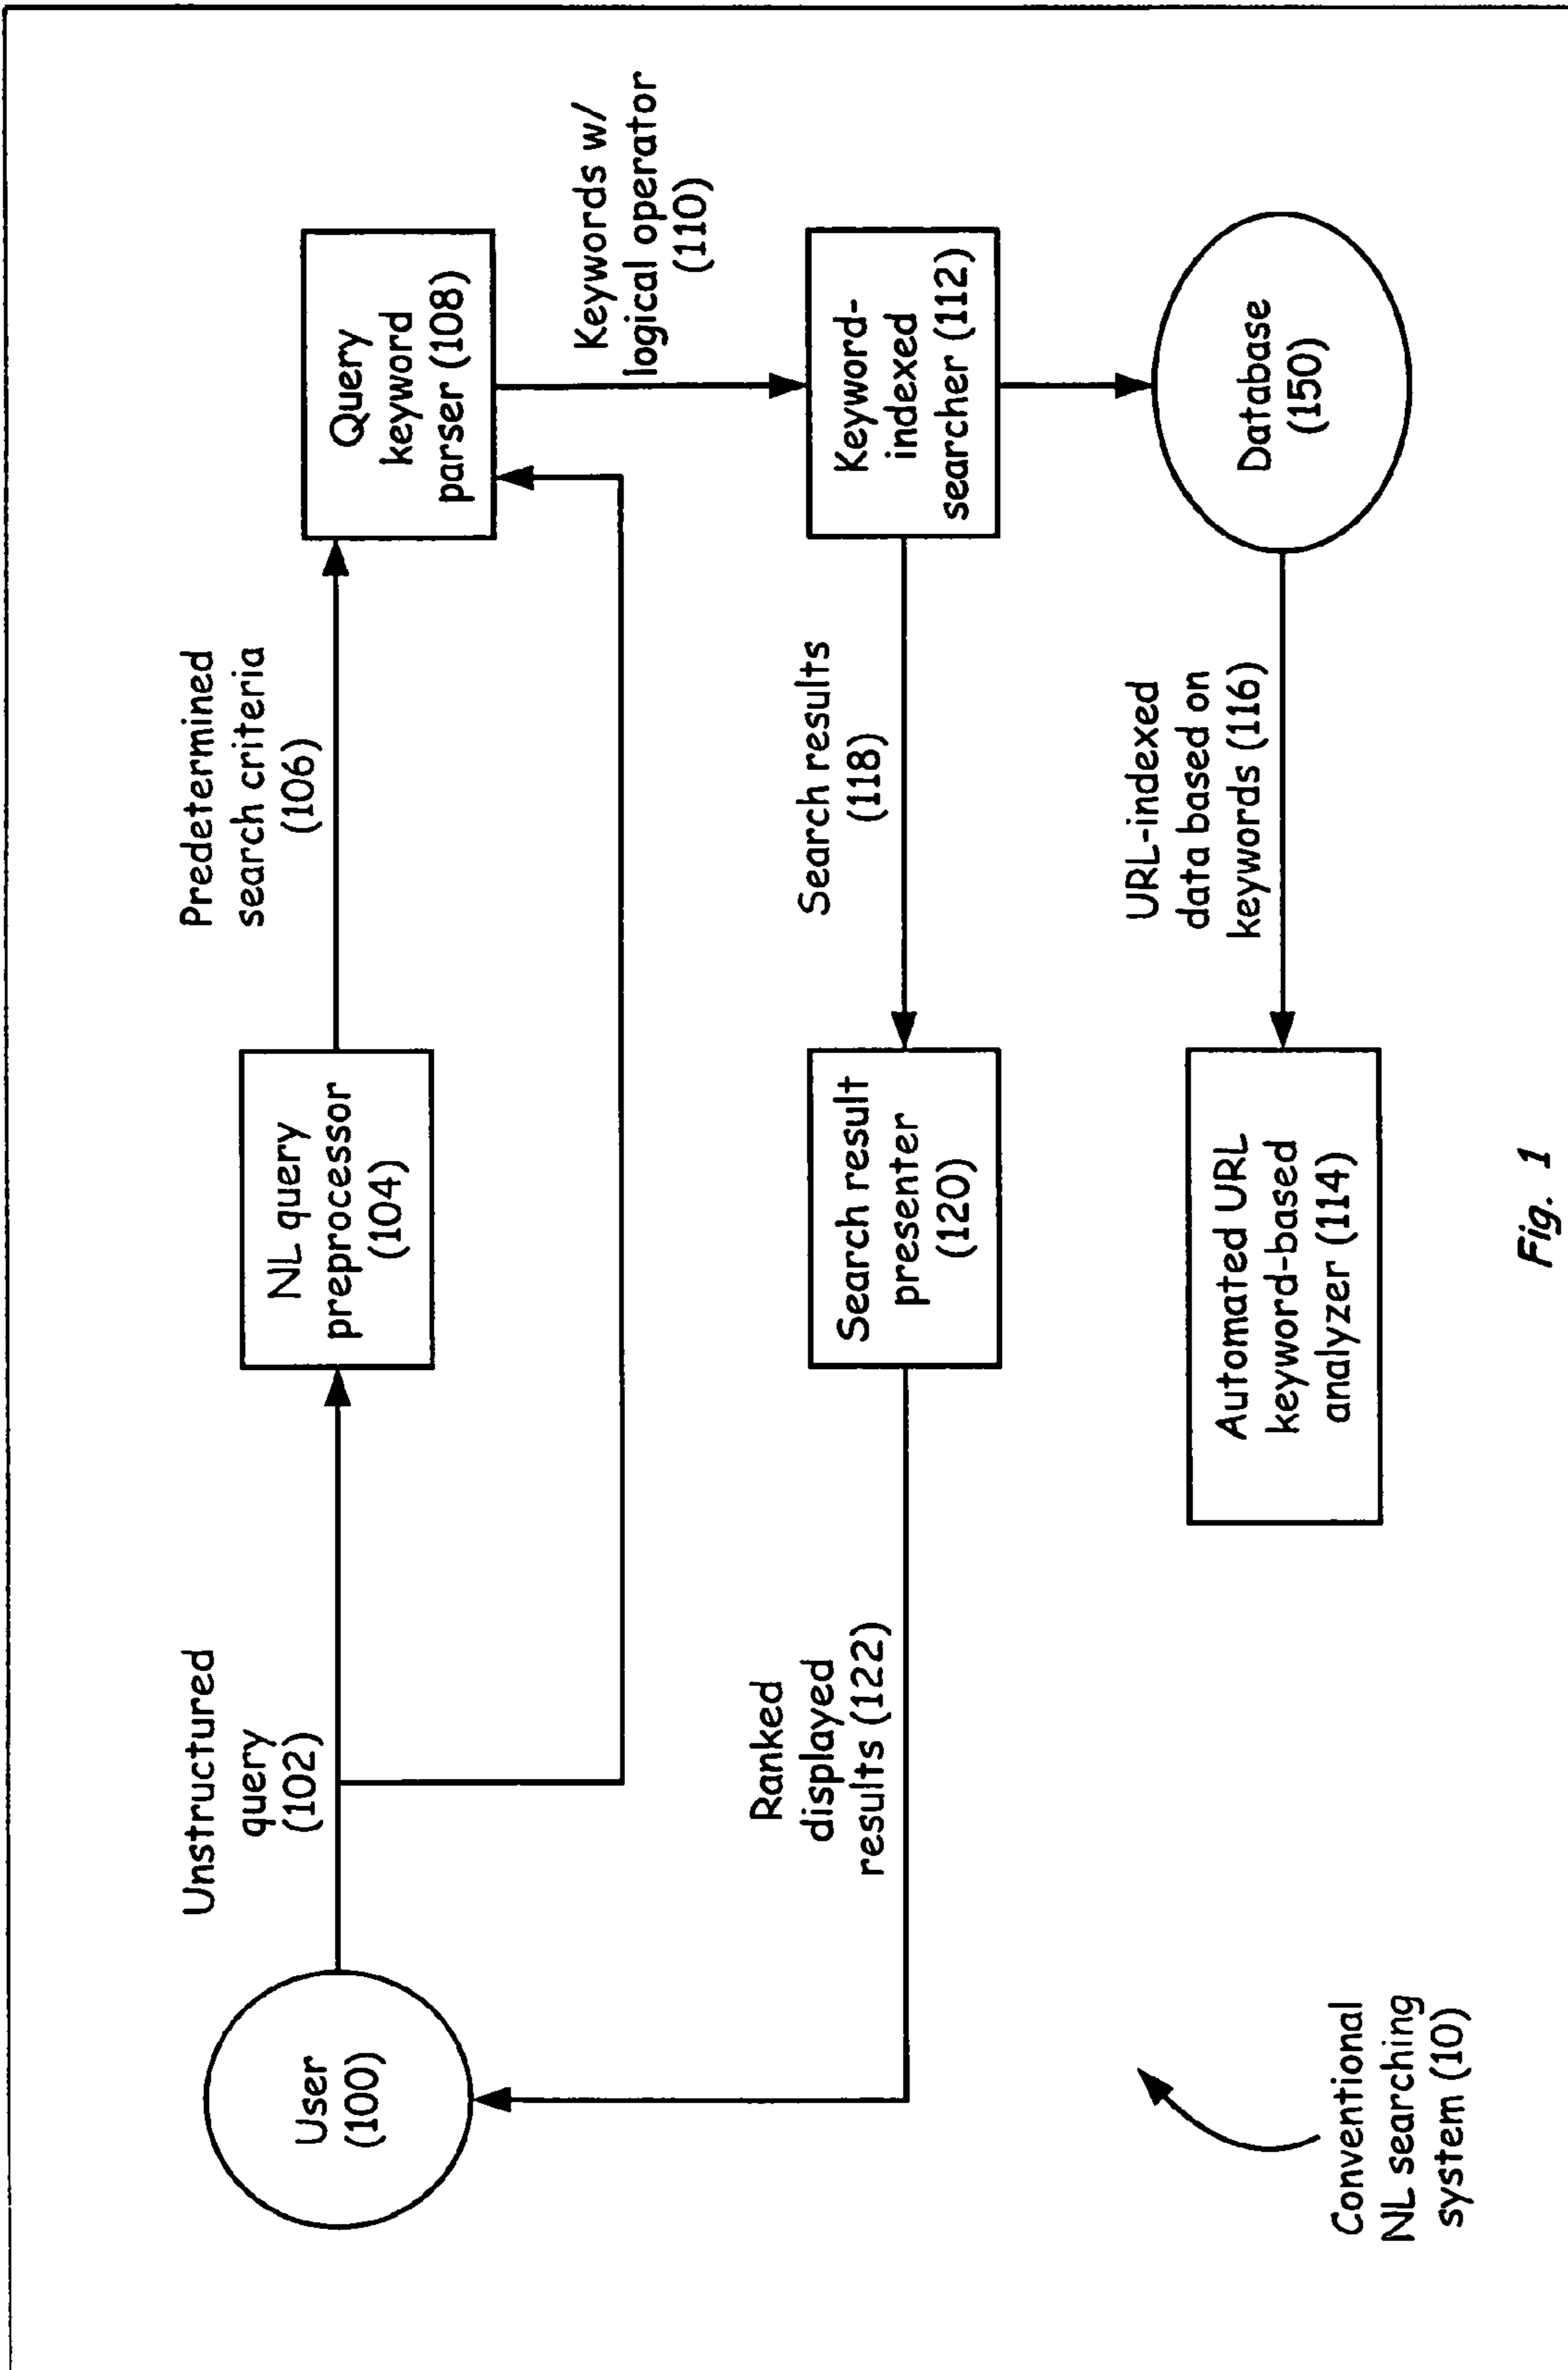 Unstructured
query
(102)
Predetermined
search criteria
(106)
User
(100)
NL query
preprocessor
(104)
Query
keyword
parser (108)
Keywords w/
logical operator
(110)
Ranked
displayed
results (122)
Search result
presenter
(120)
Search results
(118)
Keyword-
indexed
searcher (112)
URL-indexed
data based on
keywords (116)
Automated URL
keyword-based
analyzer (114)
Database
(150)
Conventional
NL searching
system (10)
Fig. 1